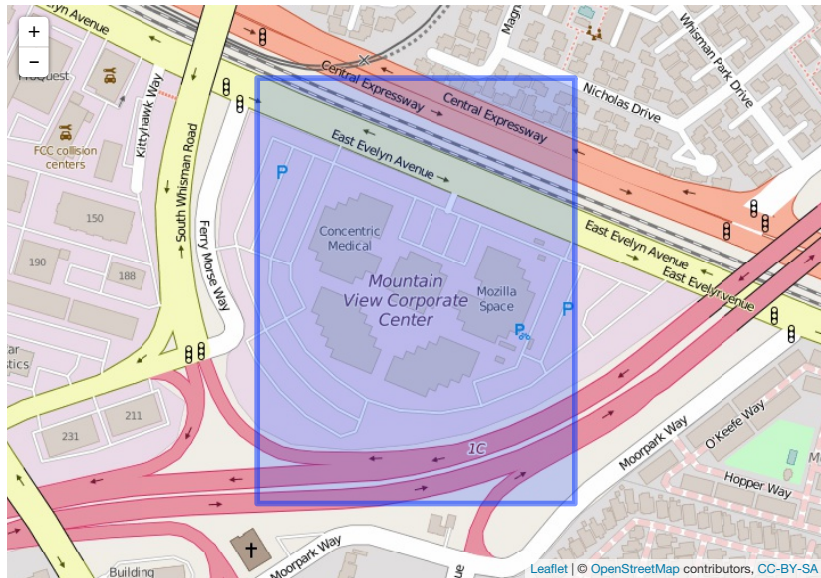 +
−
Evelyn Avenue
Magn
Whisman Park Drive
Nicholas Drive
Central Expressway
Central Expressway
Kittyhawk Way
FCC collision
centers
South Whisman Road
East Evelyn Avenue
P
150
190
188
Ferry Morse Way
Concentric
Medical
Mountain
View Corporate
Center
Mozilla
Space
P
P
East Evelyn Avenue
East Evelyn Avenue
stics
211
231
1C
Moorpark Way
O'Keefe Way
Hopper Way
Moorpark Way
Building
ue
Leaflet | © OpenStreetMap contributors, CC-BY-SA